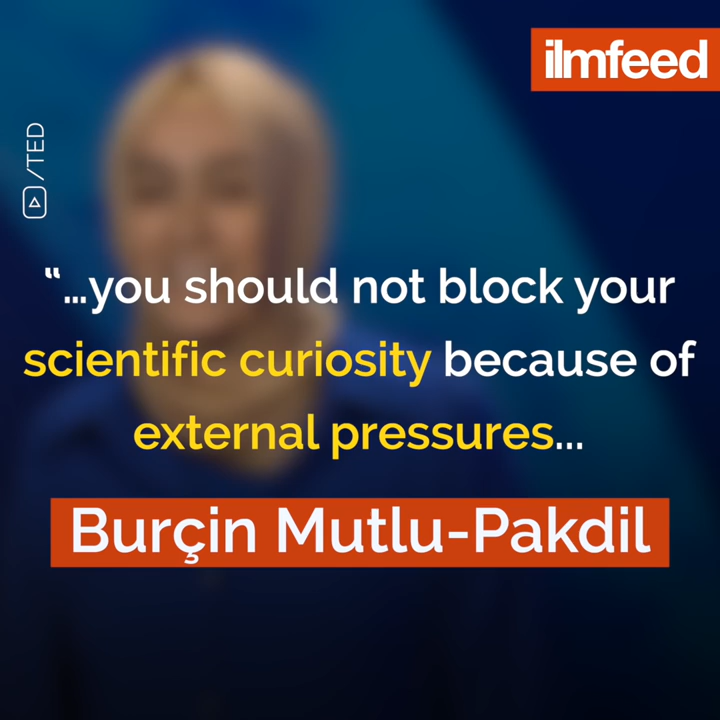 ilmfeed
/TED
“...you should not block your
scientific curiosity because of
external pressures...
Burçin Mutlu-Pakdil